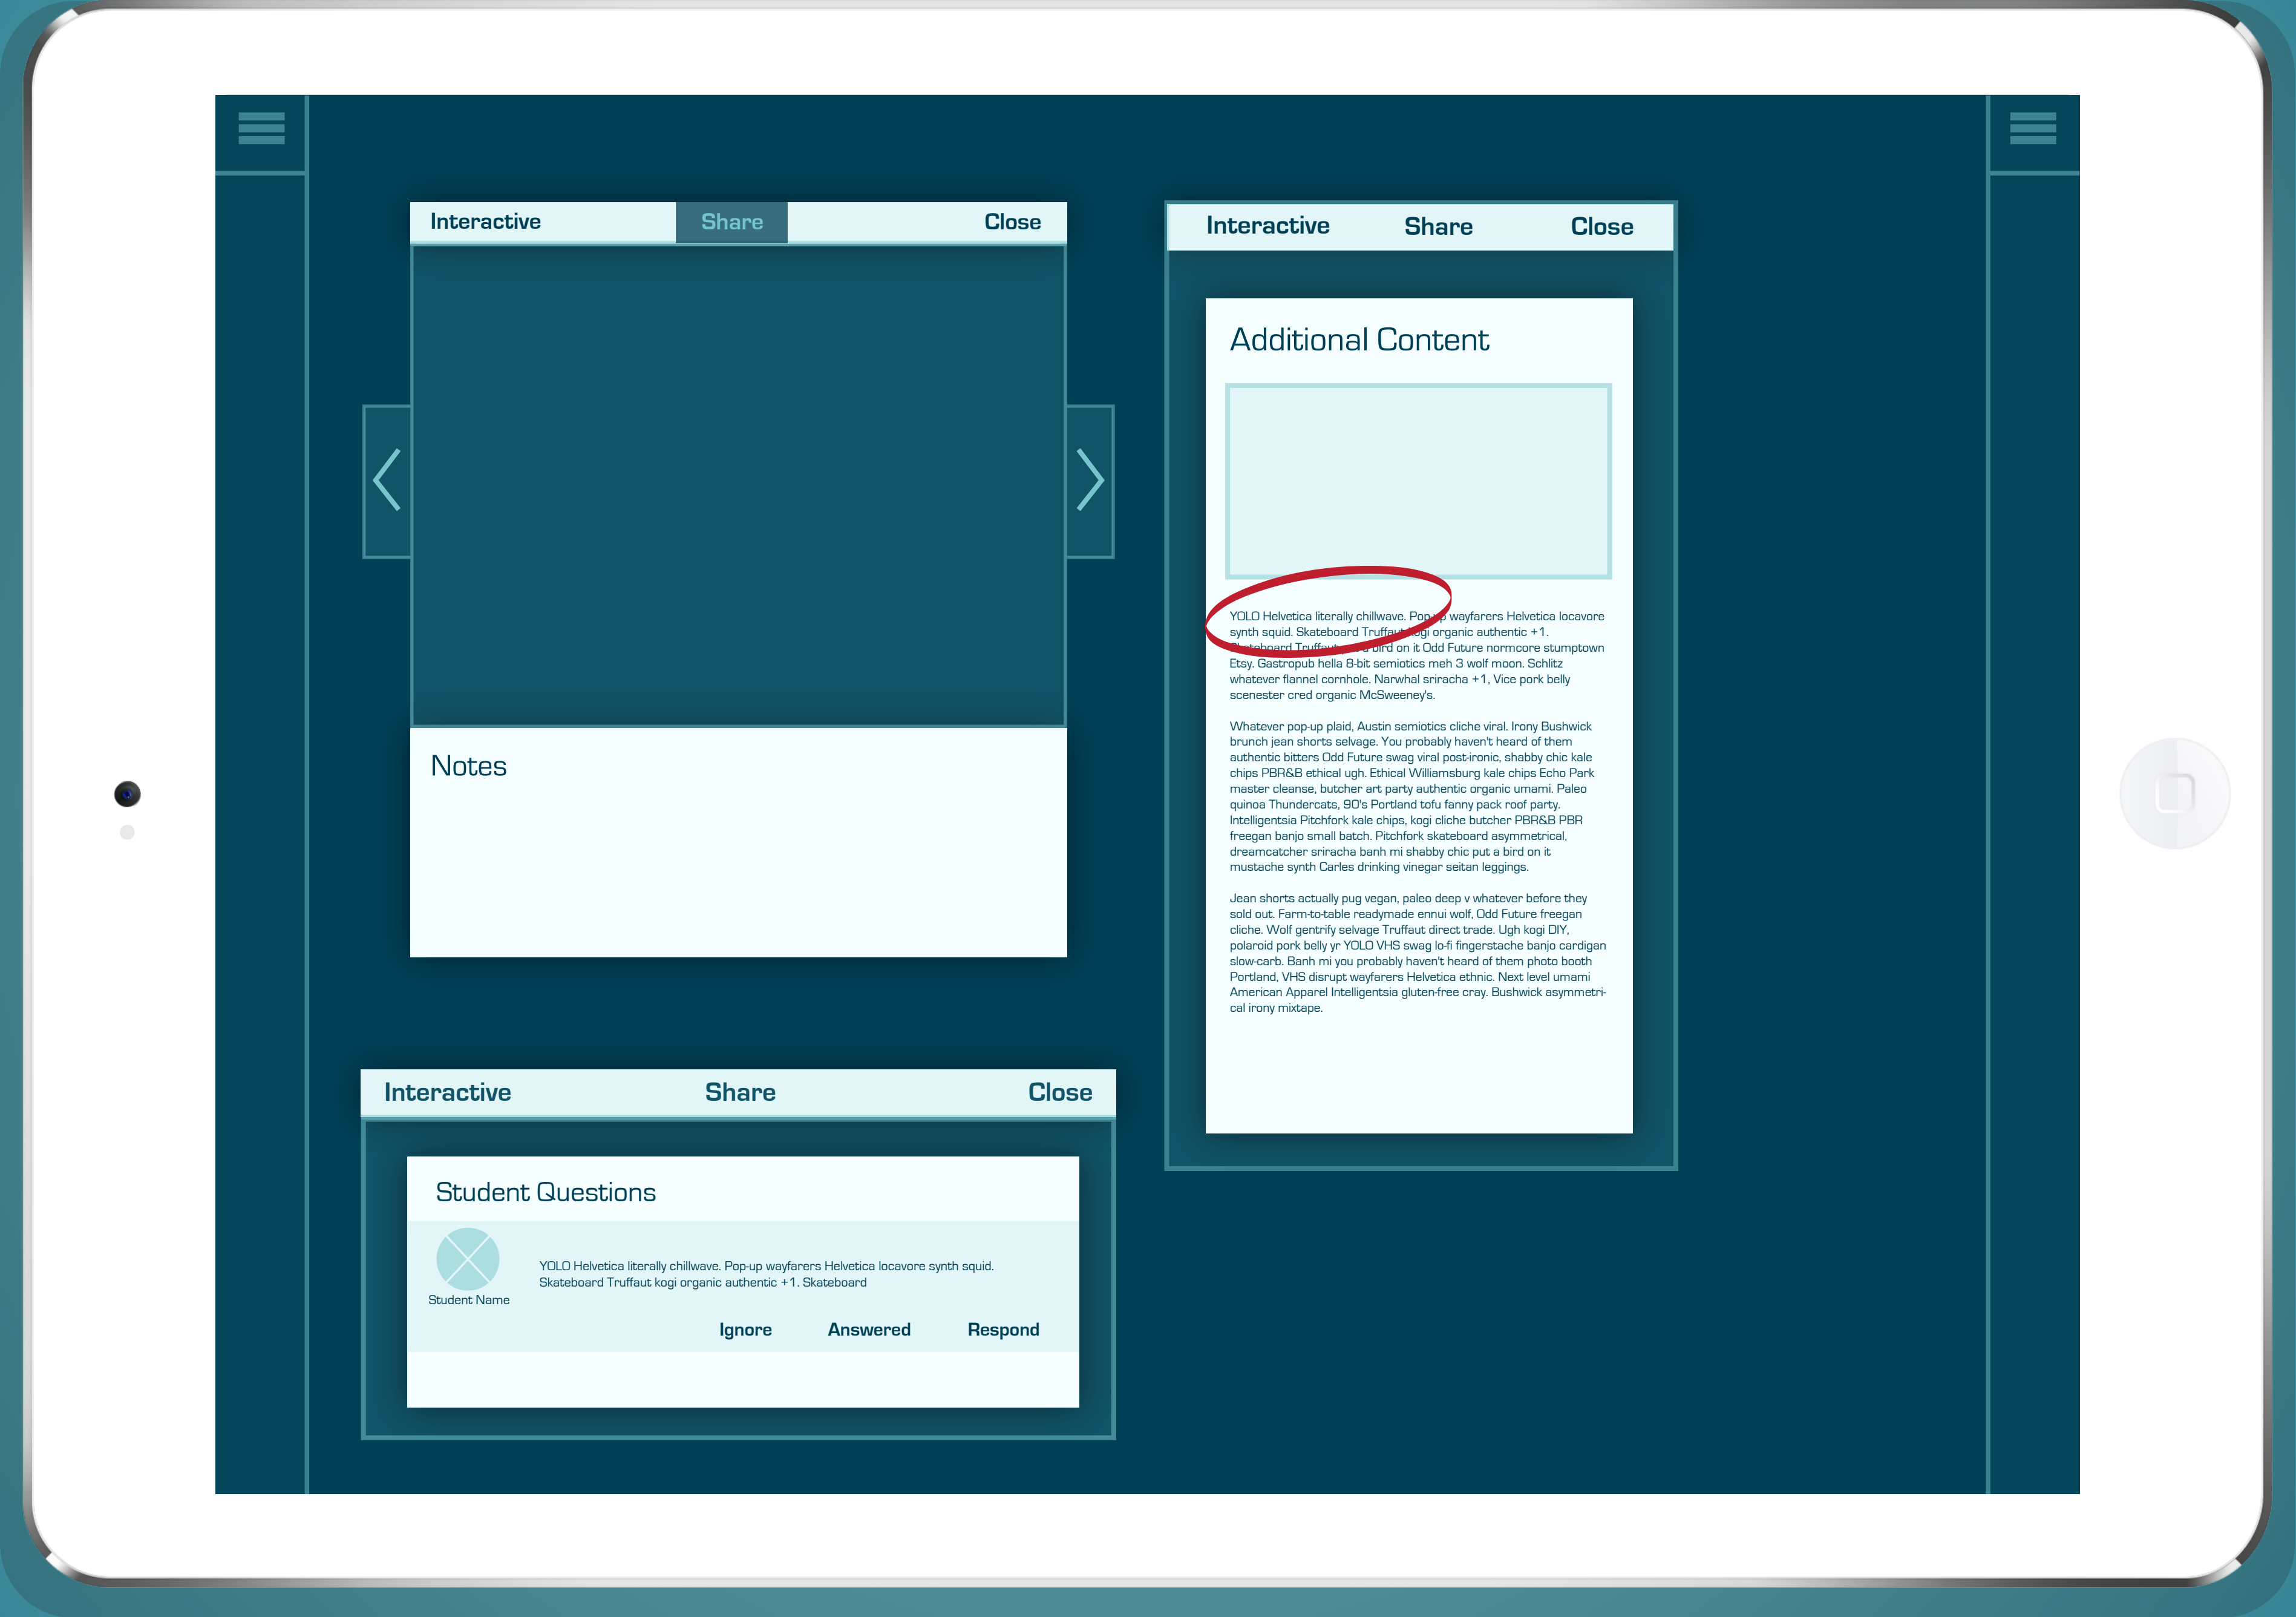 Interactive Share Close
Notes
Interactive Share Close
Student Questions
Student Name
YOLO Helvetica literally chillwave. Pop-up wayfarers Helvetica locavore synth squid.
Skateboard Truffaut kogi organic authentic +1. Skateboard
Ignore Answered Respond
Interactive Share Close
Additional Content
YOLO Helvetica literally chillwave. Pop-up wayfarers Helvetica locavore
synth squid. Skateboard Truffaut kogi organic authentic +1.
Skateboard Truffaut put a bird on it Odd Future normcore stumptown
Etsy. Gastropub hella 8-bit semiotics meh 3 wolf moon. Schlitz
whatever flannel cornhole. Narwhal sriracha +1, Vice pork belly
scenester cred organic McSweeney's.
Whatever pop-up plaid, Austin semiotics cliche viral. Irony Bushwick
brunch jean shorts selvage. You probably haven't heard of them
authentic bitters Odd Future swag viral post-ironic, shabby chic kale
chips PBR&B ethical ugh. Ethical Williamsburg kale chips Echo Park
master cleanse, butcher art party authentic organic umami. Paleo
quinoa Thundercats, 90's Portland tofu fanny pack roof party.
Intelligentsia Pitchfork kale chips, kogi cliche butcher PBR&B PBR
freegan banjo small batch. Pitchfork skateboard asymmetrical,
dreamcatcher sriracha banh mi shabby chic put a bird on it
mustache synth Carles drinking vinegar seitan leggings.
Jean shorts actually pug vegan, paleo deep v whatever before they
sold out. Farm-to-table readymade ennui wolf, Odd Future freegan
cliche. Wolf gentrify selvage Truffaut direct trade. Ugh kogi DIY,
polaroid pork belly yr YOLO VHS swag lo-fi fingerstache banjo cardigan
slow-carb. Banh mi you probably haven't heard of them photo booth
Portland, VHS disrupt wayfarers Helvetica ethnic. Next level umami
American Apparel Intelligentsia gluten-free cray. Bushwick asymmetri-
cal irony mixtape.